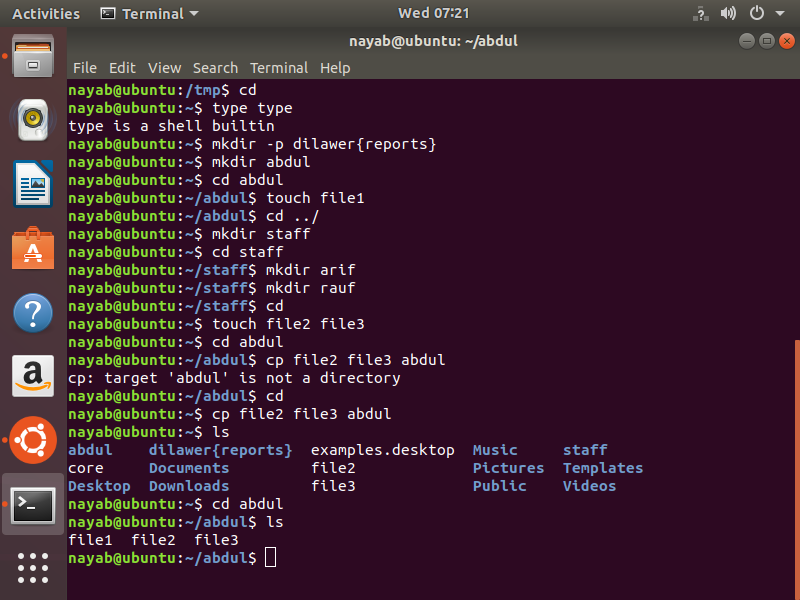 Activities Terminal Wed 07:21
nayab@ubuntu: ~/abdul
File Edit View Search Terminal Help
nayab@ubuntu:/tmp$ cd
nayab@ubuntu:~$ type type
type is a shell builtin
nayab@ubuntu:~$ mkdir -p dilawer{reports}
nayab@ubuntu:~$ mkdir abdul
nayab@ubuntu:~$ cd abdul
nayab@ubuntu:~/abdul$ touch file1
nayab@ubuntu:~/abdul$ cd ../
nayab@ubuntu:~$ mkdir staff
nayab@ubuntu:~$ cd staff
nayab@ubuntu:~/staff$ mkdir arif
nayab@ubuntu:~/staff$ mkdir rauf
nayab@ubuntu:~/staff$ cd
nayab@ubuntu:~$ touch file2 file3
nayab@ubuntu:~$ cd abdul
nayab@ubuntu:~/abdul$ cp file2 file3 abdul
cp: target 'abdul' is not a directory
nayab@ubuntu:~/abdul$ cd
nayab@ubuntu:~$ cp file2 file3 abdul
nayab@ubuntu:~$ ls
abdul dilawer{reports} examples.desktop Music staff
core Documents file2 Pictures Templates
Desktop Downloads file3 Public Videos
nayab@ubuntu:~$ cd abdul
nayab@ubuntu:~/abdul$ ls
file1 file2 file3
nayab@ubuntu:~/abdul$